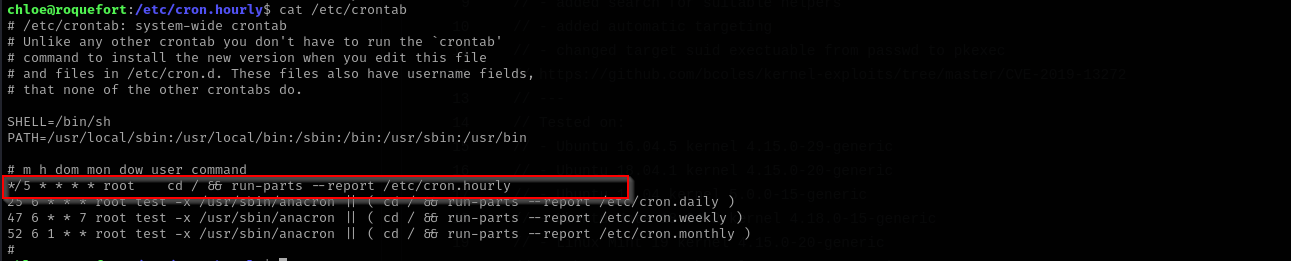 chloe@roquefort:/etc/cron.hourly$ cat /etc/crontab
# /etc/crontab: system-wide crontab
# Unlike any other crontab you don't have to run the `crontab'
# command to install the new version when you edit this file
# and files in /etc/cron.d. These files also have username fields,
# that none of the other crontabs do.
SHELL=/bin/sh
PATH=/usr/local/sbin:/usr/local/bin:/sbin:/bin:/usr/sbin:/usr/bin
# m h dom mon dow user command
*/5 * * * * root    cd / && run-parts --report /etc/cron.hourly
25 6 * * * root test -x /usr/sbin/anacron || ( cd / && run-parts --report /etc/cron.daily )
47 6 * * 7 root test -x /usr/sbin/anacron || ( cd / && run-parts --report /etc/cron.weekly )
52 6 1 * * root test -x /usr/sbin/anacron || ( cd / && run-parts --report /etc/cron.monthly )
#